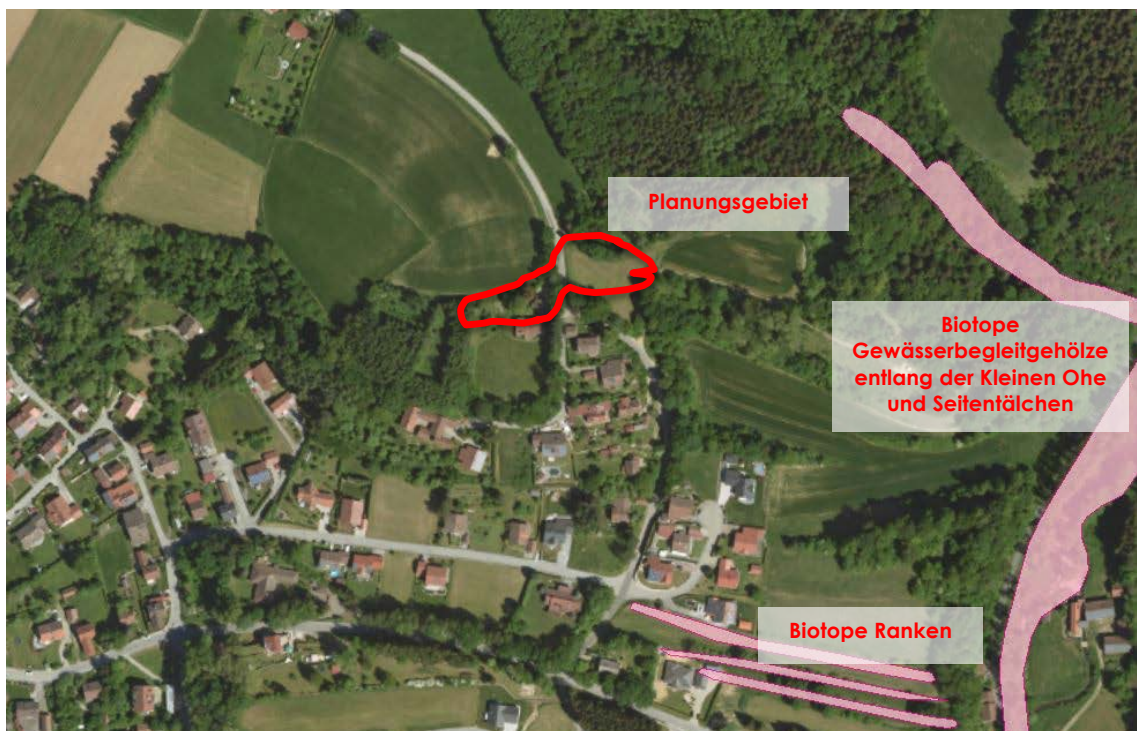 Planungsgebiet
Biotope
Gewässerbegleitgehölze
entlang der Kleinen Ohe
und Seitentälchen
Biotope Ranken